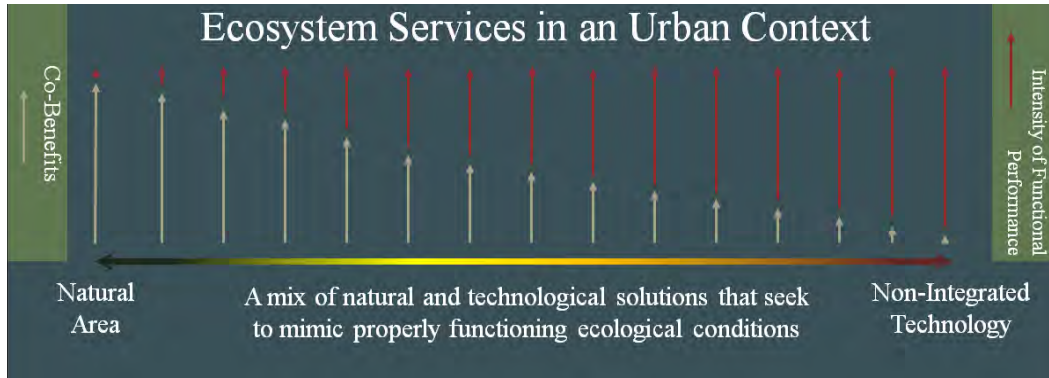 Ecosystem Services in an Urban Context
Co-Benefits
Intensity of Functional
Performance
Natural
Area
A mix of natural and technological solutions that seek
to mimic properly functioning ecological conditions
Non-Integrated
Technology